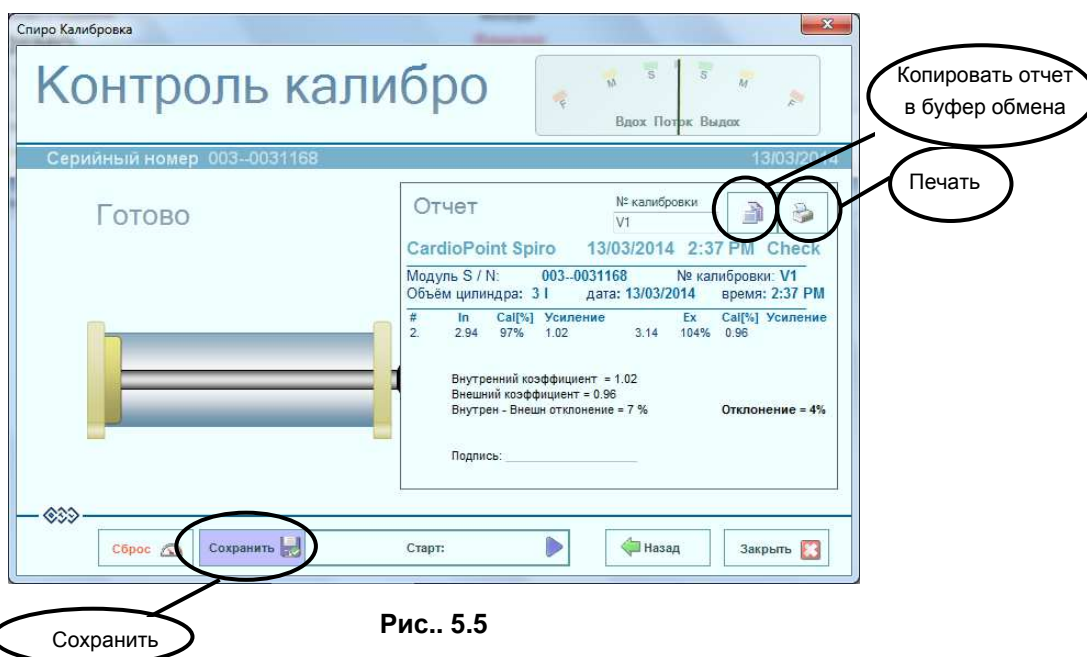 Спиро Калибровка
Контроль калибро
F M S S M F
Вдох Поток Выдох
Серийный номер 003--0031168 13/03/2014
Готово
Отчет
№ калибровки
V1
CardioPoint Spiro 13/03/2014 2:37 PM Check
Модуль S / N: 003--0031168 № калибровки: V1
Объём цилиндра: 3 l дата: 13/03/2014 время: 2:37 PM
# In Cal[%] Усиление Ex Cal[%] Усиление
2. 2.94 97% 1.02 3.14 104% 0.96
Внутренний коэффициент = 1.02
Внешний коэффициент = 0.96
Внутрен - Внешн отклонение = 7 % Отклонение = 4%
Подпись:
Сброс Сохранить Старт: Назад Закрыть
Копировать отчет
в буфер обмена
Печать
Сохранить
Рис.. 5.5